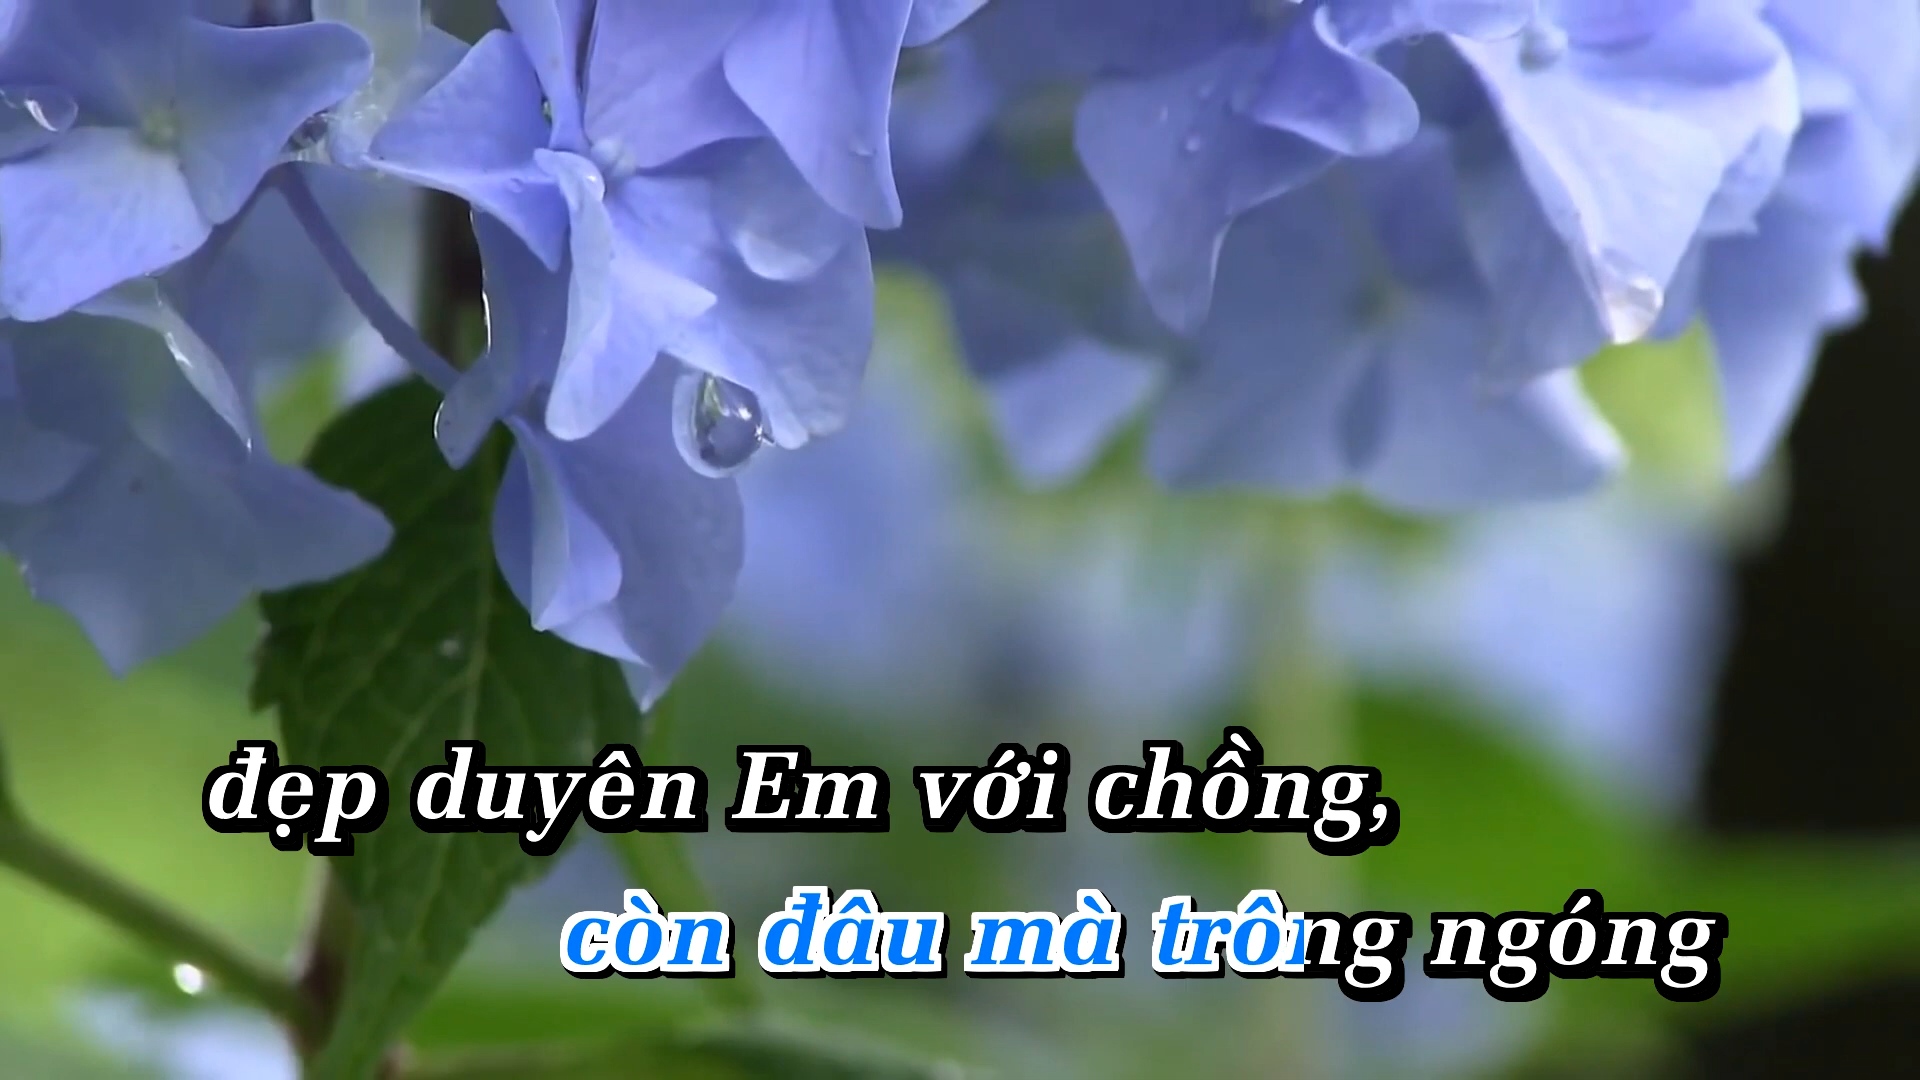 đẹp duyên Em với chồng,
còn đâu mà trông ngóng